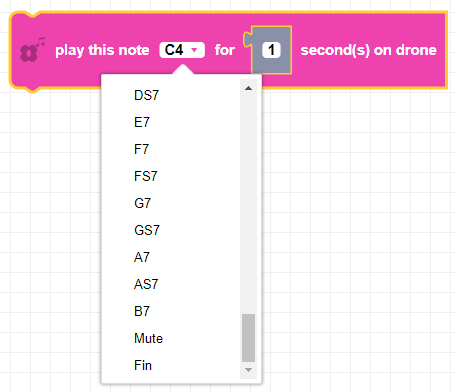 play this note C4 for 1 second(s) on drone
DS7
E7
F7
FS7
G7
GS7
A7
AS7
B7
Mute
Fin